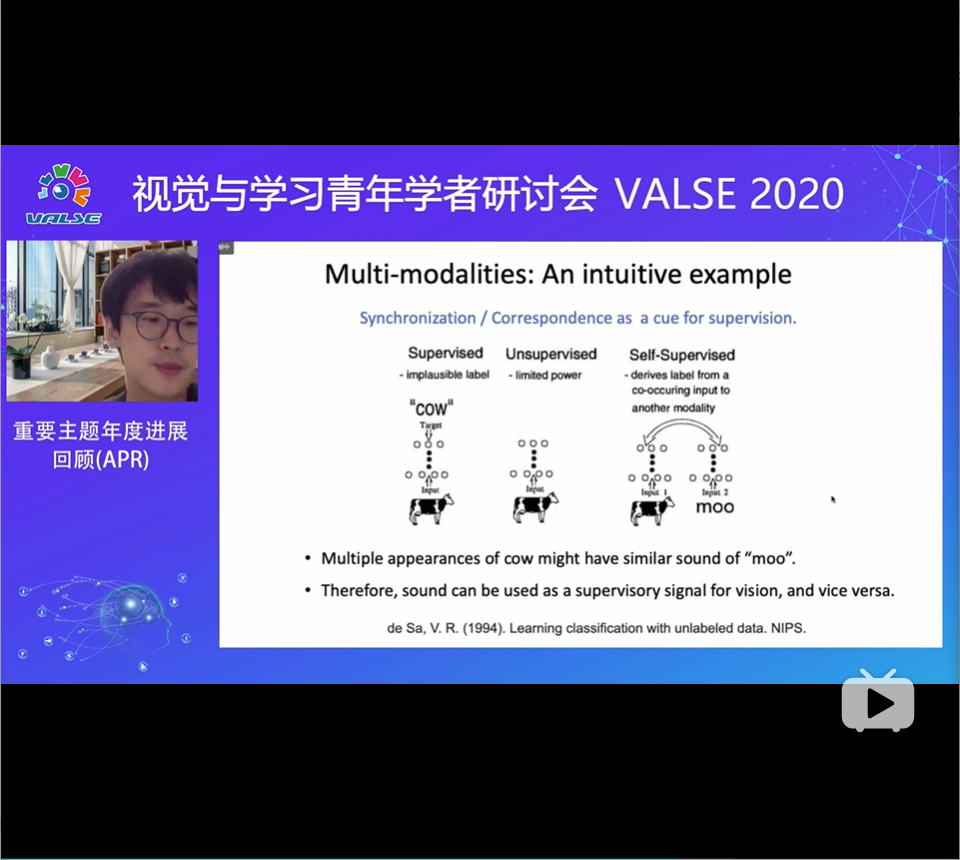 VALSE
视觉与学习青年学者研讨会 VALSE 2020
Multi-modalities: An intuitive example
Synchronization / Correspondence as a cue for supervision.
Supervised
- implausible label
"COW"
Target
Input
Unsupervised
- limited power
Input
Self-Supervised
- derives label from a
co-occuring input to
another modality
Input 1
Input 2
moo
• Multiple appearances of cow might have similar sound of “moo”.
• Therefore, sound can be used as a supervisory signal for vision, and vice versa.
de Sa, V. R. (1994). Learning classification with unlabeled data. NIPS.
重要主题年度进展
回顾(APR)